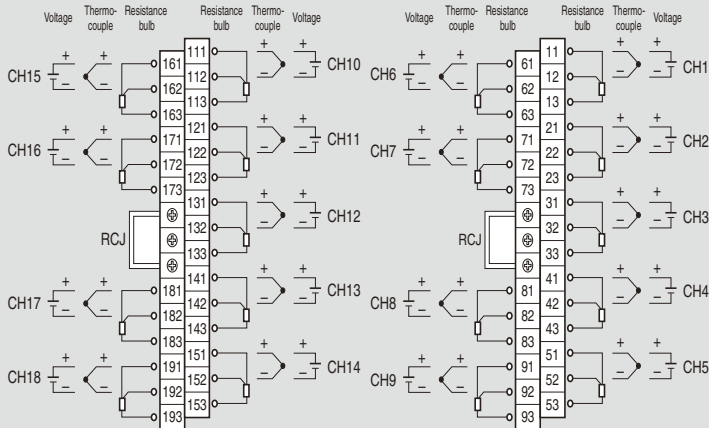 Voltage Thermo-couple Resistance bulb Resistance bulb Thermo-couple Voltage
CH15 + − + − 161 162 163
111 112 113 + − + − CH10
CH16 + − + − 171 172 173
121 122 123 + − + − CH11
RCJ
131 132 133 + − + − CH12
CH17 + − + − 181 182 183
141 142 143 + − + − CH13
CH18 + − + − 191 192 193
151 152 153 + − + − CH14
Voltage Thermo-couple Resistance bulb Resistance bulb Thermo-couple Voltage
CH6 + − + − 61 62 63
11 12 13 + − + − CH1
CH7 + − + − 71 72 73
21 22 23 + − + − CH2
RCJ
31 32 33 + − + − CH3
CH8 + − + − 81 82 83
41 42 43 + − + − CH4
CH9 + − + − 91 92 93
51 52 53 + − + − CH5